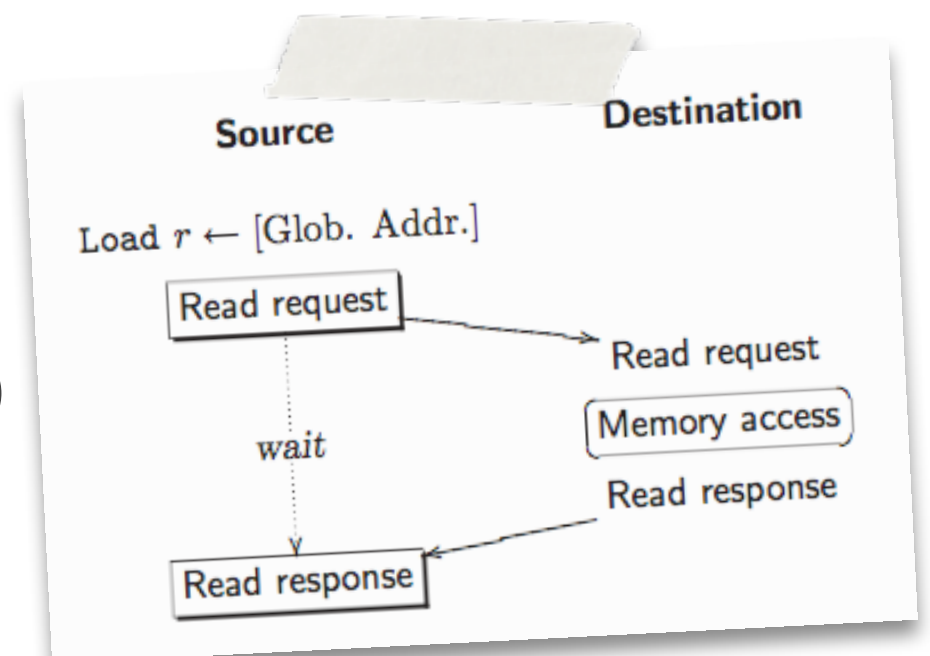 Source
Destination
Load r ← [Glob. Addr.]
Read request
Read request
Memory access
wait
Read response
Read response
)